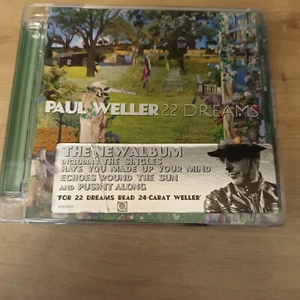 PAUL WELLER 22 DREAMS
THE NEW ALBUM
INCLUDING THE SINGLES
HAVE YOU MADE UP YOUR MIND
ECHOES ROUND THE SUN
AND PUSH IT ALONG
'FOR 22 DREAMS READ 24-CARAT WELLER'